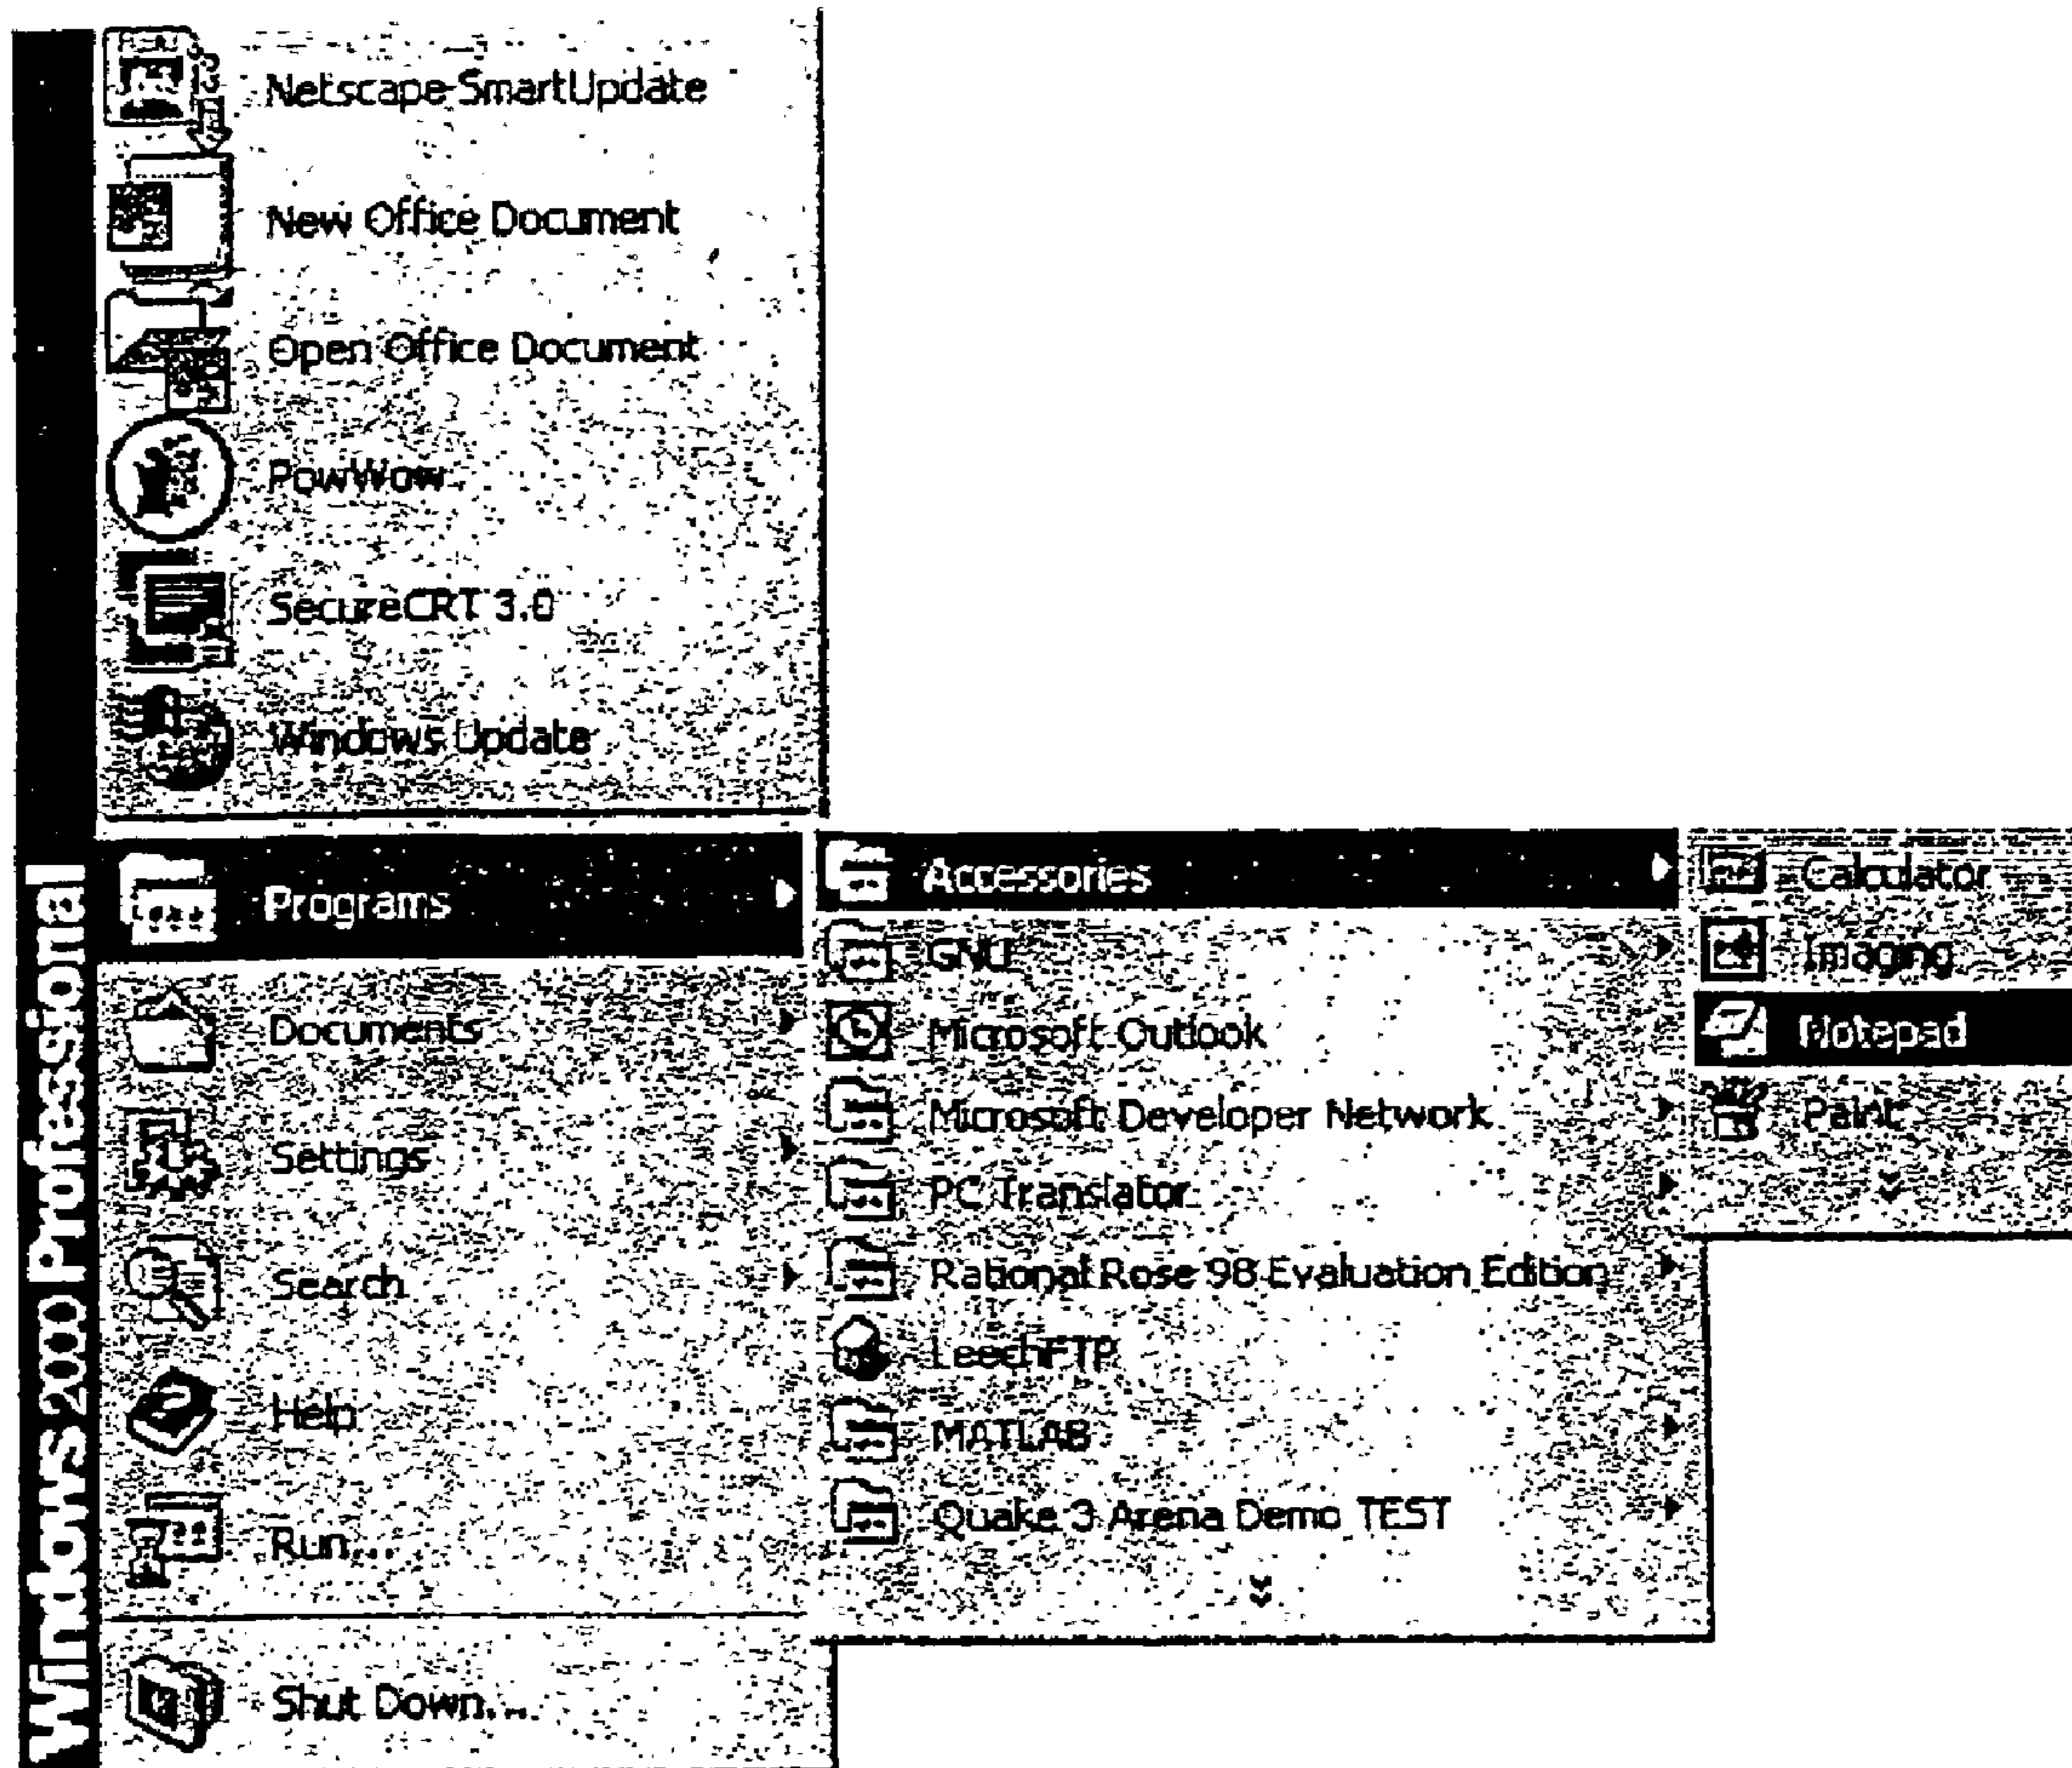 Netscape SmartUpdate
New Office Document
Open Office Document
PowWow
SecureCRT 3.0
Windows Update
Programs
Documents
Settings
Search
Help
Run...
Shut Down...
Windows 2000 Professional
Accessories
GNU
Microsoft Outlook
Microsoft Developer Network
PC Translator
Rational Rose 98 Evaluation Edition
LeechFTP
MATLAB
Quake 3 Arena Demo TEST
Calculator
Imaging
Notepad
Paint